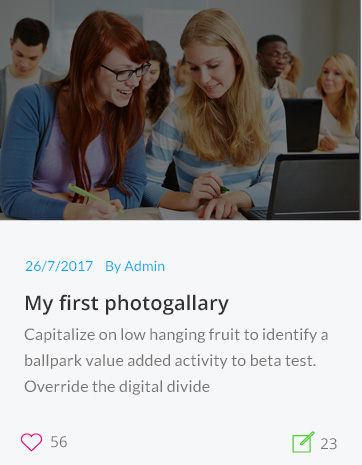 26/7/2017 By Admin
My first photogallary
Capitalize on low hanging fruit to identify a
ballpark value added activity to beta test.
Override the digital divide
56 23